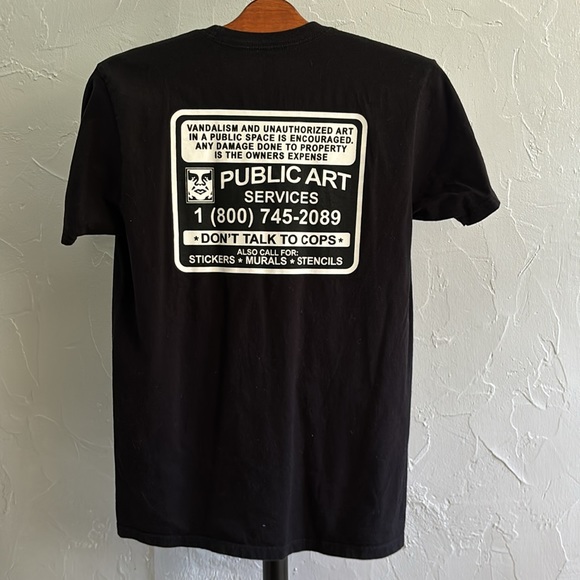 VANDALISM AND UNAUTHORIZED ART
IN A PUBLIC SPACE IS ENCOURAGED.
ANY DAMAGE DONE TO PROPERTY
IS THE OWNERS EXPENSE
PUBLIC ART
SERVICES
1 (800) 745-2089
★ DON'T TALK TO COPS ★
ALSO CALL FOR:
STICKERS ★ MURALS ★ STENCILS